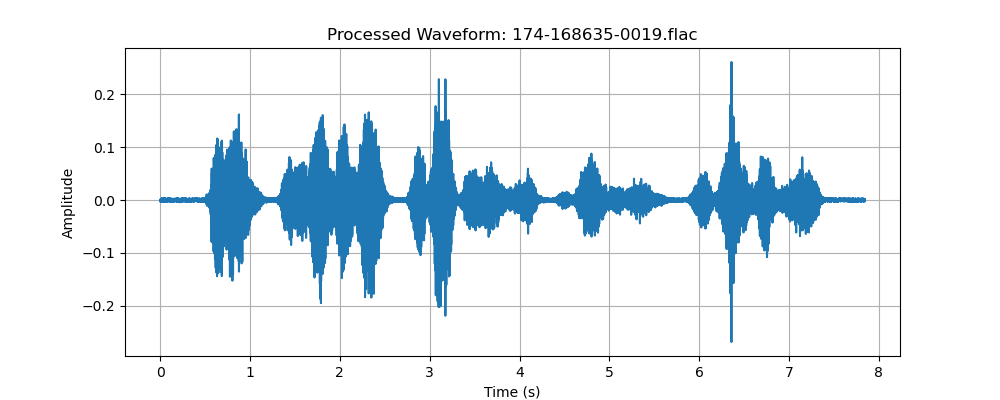 Processed Waveform: 174-168635-0019.flac
0.2
0.1
0.0
−0.1
−0.2
Amplitude
0 1 2 3 4 5 6 7 8
Time (s)